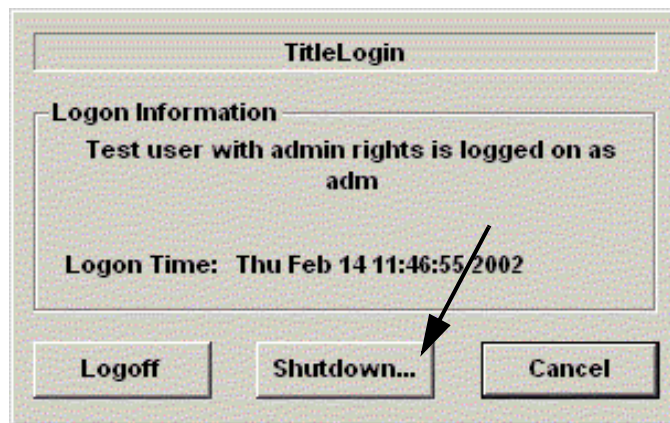 TitleLogin
Logon Information
Test user with admin rights is logged on as
adm
Logon Time: Thu Feb 14 11:46:55 2002
Logoff
Shutdown...
Cancel